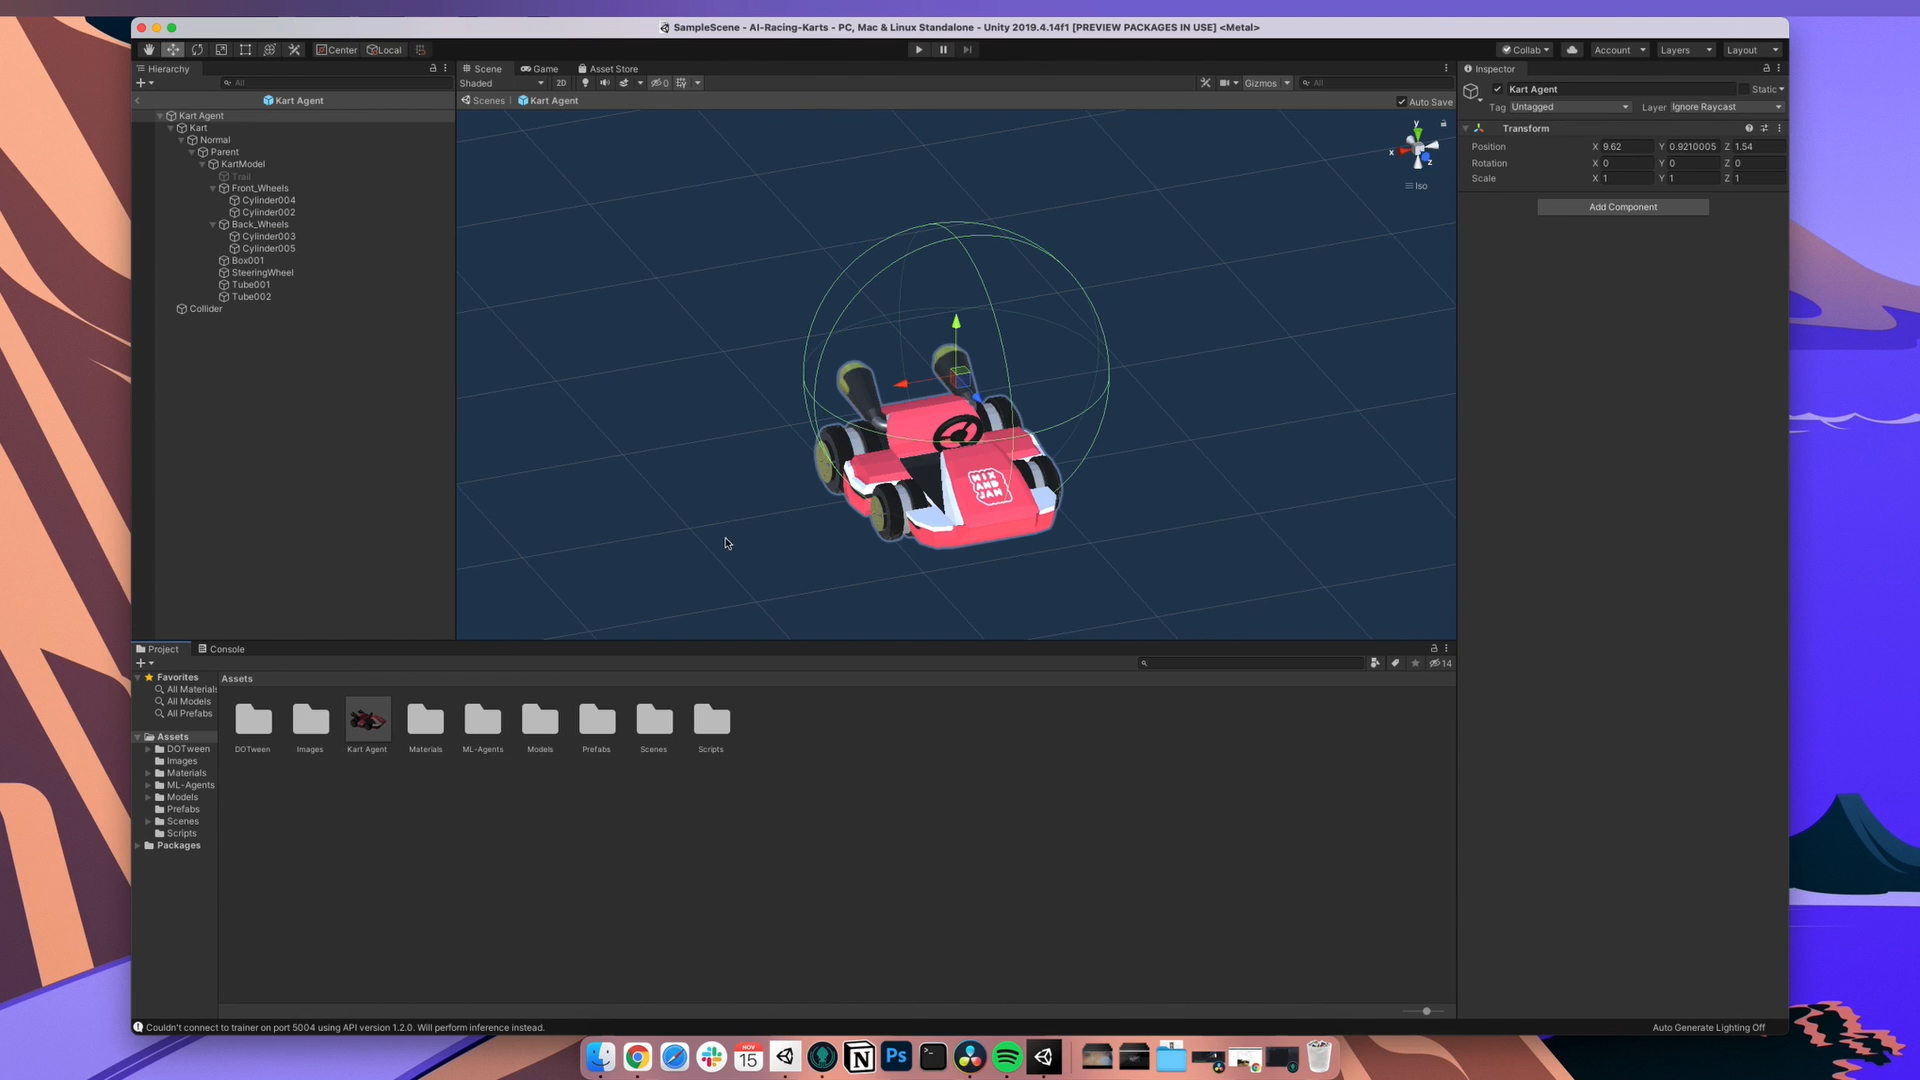 SampleScene - AI-Racing-Karts - PC, Mac & Linux Standalone - Unity 2019.4.14f1 [PREVIEW PACKAGES IN USE] <Metal>
Center
Local
Collab
Account
Layers
Layout
Hierarchy
All
Kart Agent
Kart Agent
Kart
Normal
Parent
KartModel
Trail
Front_Wheels
Cylinder004
Cylinder002
Back_Wheels
Cylinder003
Cylinder005
Box001
SteeringWheel
Tube001
Tube002
Collider
Scene
Game
Asset Store
Shaded
2D
0
Gizmos
All
Scenes
Kart Agent
Auto Save
y
x
z
Iso
MIX
AND
JAM
Inspector
Kart Agent
Static
Tag Untagged
Layer Ignore Raycast
Transform
Position X 9.62 Y 0.9210005 Z 1.54
Rotation X 0 Y 0 Z 0
Scale X 1 Y 1 Z 1
Add Component
Project
Console
14
Favorites
All Materials
All Models
All Prefabs
Assets
DOTween
Images
Materials
ML-Agents
Models
Prefabs
Scenes
Scripts
Packages
Assets
DOTween
Images
Kart Agent
Materials
ML-Agents
Models
Prefabs
Scenes
Scripts
Couldn't connect to trainer on port 5004 using API version 1.2.0. Will perform inference instead.
Auto Generate Lighting Off
NOV
15
Ps